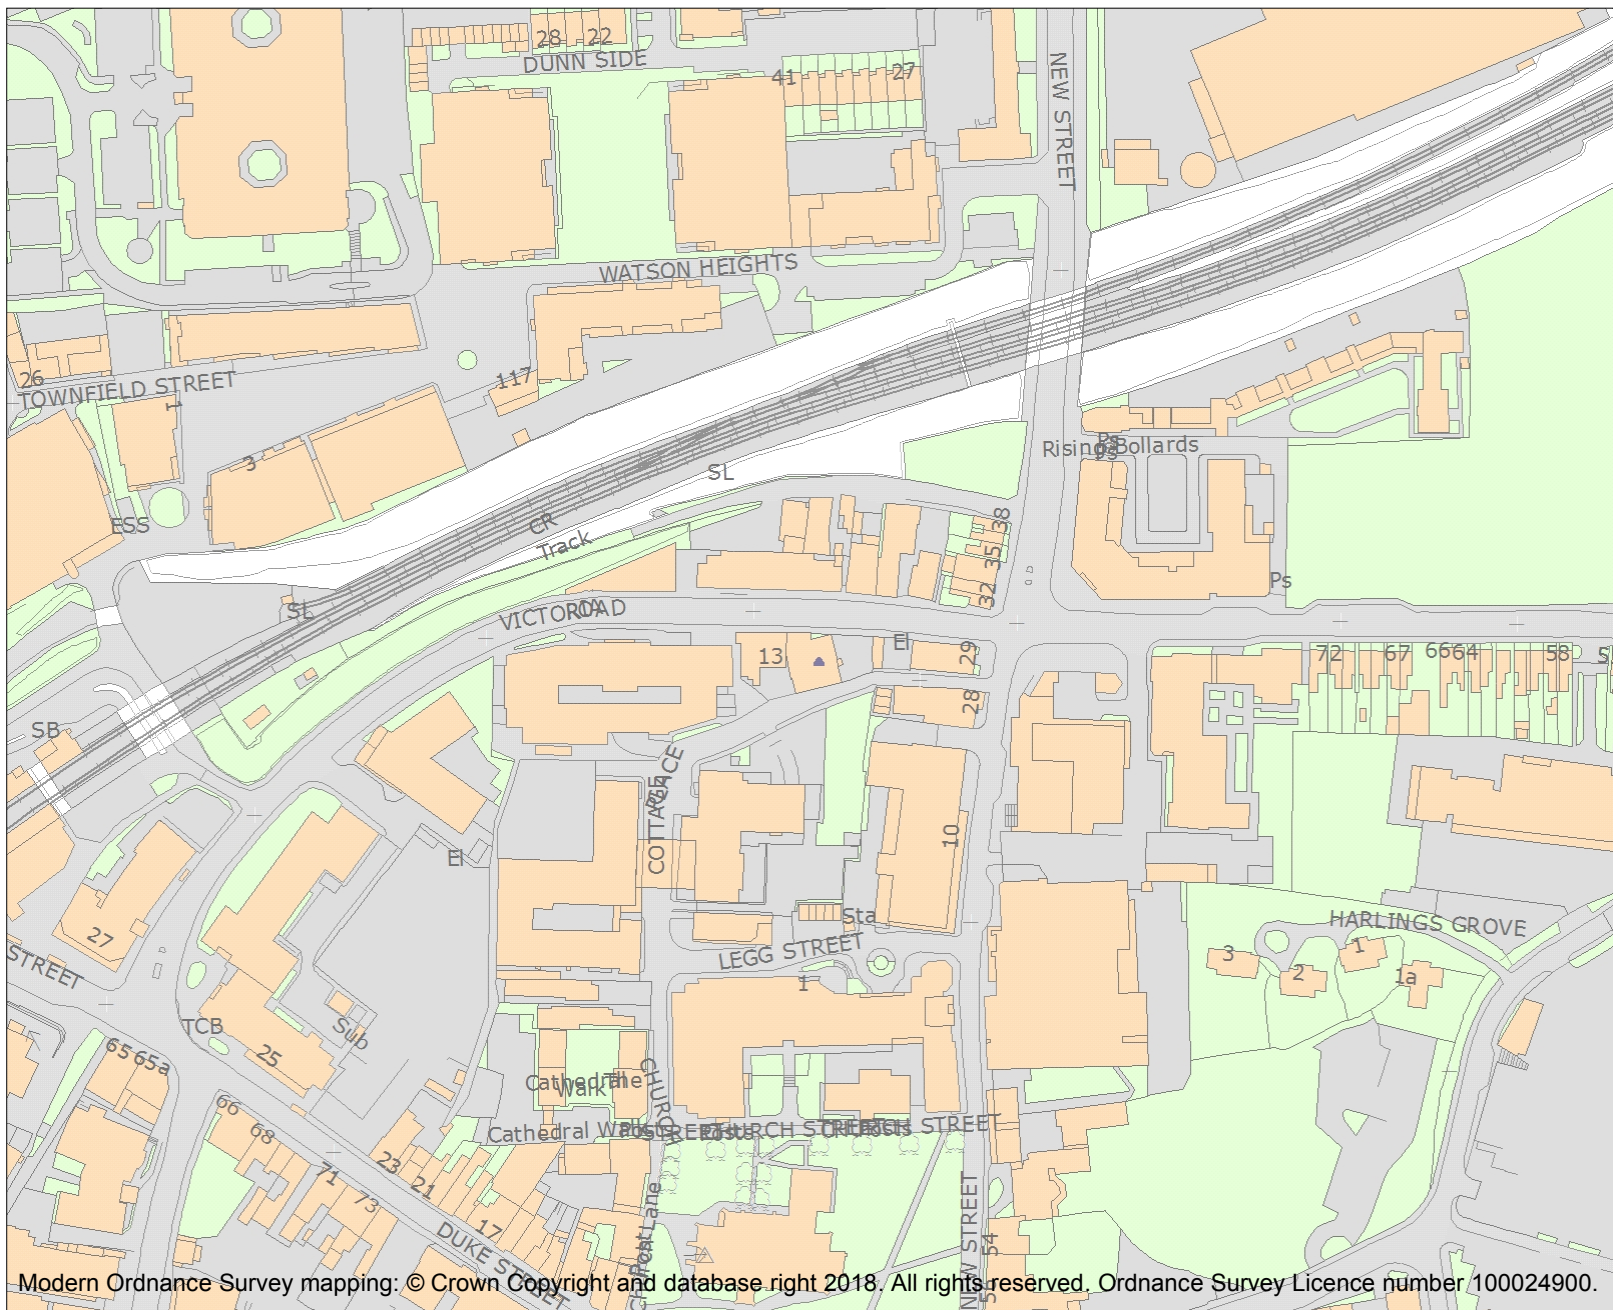 28 22
DUNN SIDE
41
27
NEW STREET
WATSON HEIGHTS
26
TOWNFIELD STREET
1
117
3
Rising Bollards
Ps
SL
ESS
CR
Track
38
35
32
Ps
SL
VICTORIA ROAD
El
29
13
72
67
66
64
58
28
SB
COTTAGE PLACE
10
El
Sta
HARLINGS GROVE
27
STREET
LEGG STREET
3
2
1
1a
1
TCB
Sub
25
65
65a
Cathedral Walk
The
CHURCH
66
68
Cathedral Walk
CHURCH STREET
23
21
71
73
17
DUKE STREET
NEW STREET
54
Modern Ordnance Survey mapping: © Crown Copyright and database right 2018. All rights reserved. Ordnance Survey Licence number 100024900.